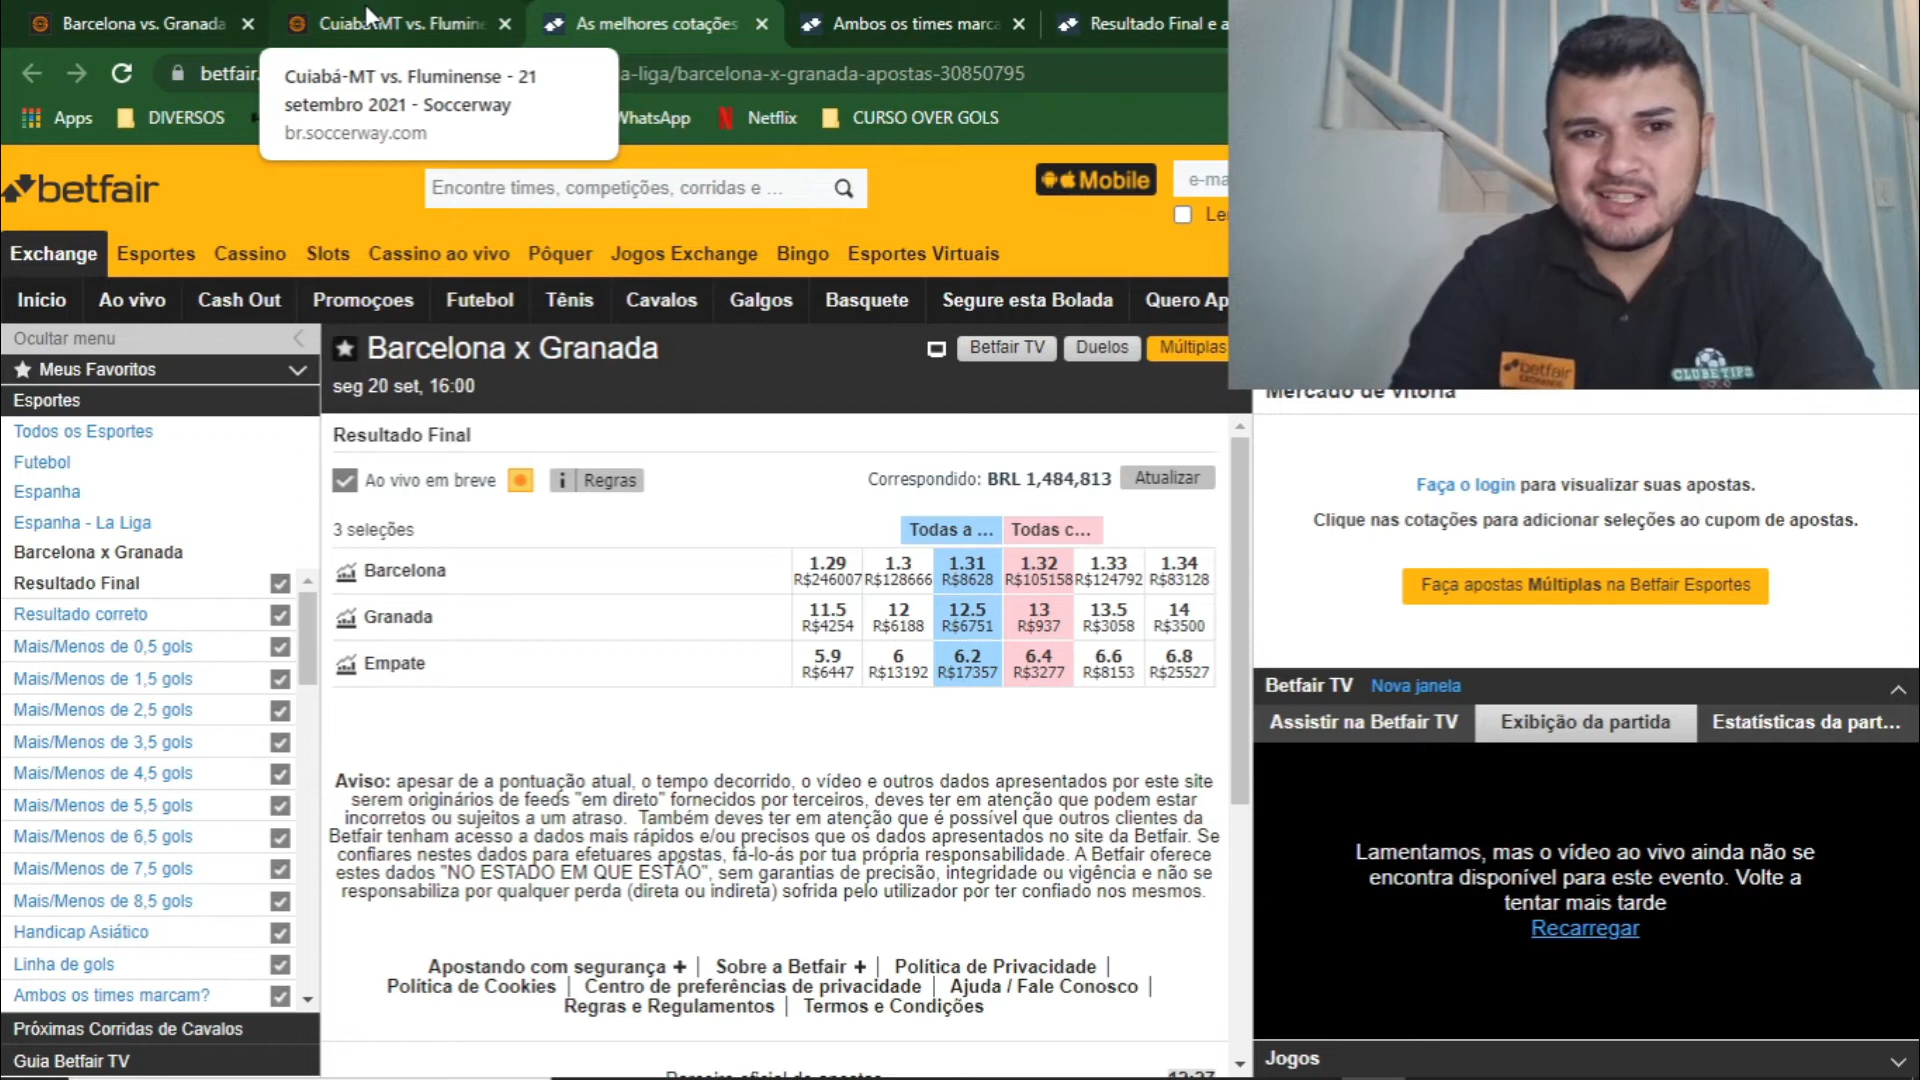 Barcelona vs. Granada
Cuiabá-MT vs. Flumine
As melhores cotações
Ambos os times marca
Resultado Final e a
betfair.
a-liga/barcelona-x-granada-apostas-30850795
Cuiabá-MT vs. Fluminense - 21
setembro 2021 - Soccerway
br.soccerway.com
Apps
DIVERSOS
WhatsApp
Netflix
CURSO OVER GOLS
betfair
Encontre times, competições, corridas e ...
Mobile
e-ma
Le
Exchange
Esportes
Cassino
Slots
Cassino ao vivo
Pôquer
Jogos Exchange
Bingo
Esportes Virtuais
Início
Ao vivo
Cash Out
Promoçoes
Futebol
Tênis
Cavalos
Galgos
Basquete
Segure esta Bolada
Quero Ap
betfair
EXCHANGE
CLUBETIPS
Ocultar menu
Meus Favoritos
Esportes
Todos os Esportes
Futebol
Espanha
Espanha - La Liga
Barcelona x Granada
Resultado Final
Resultado correto
Mais/Menos de 0,5 gols
Mais/Menos de 1,5 gols
Mais/Menos de 2,5 gols
Mais/Menos de 3,5 gols
Mais/Menos de 4,5 gols
Mais/Menos de 5,5 gols
Mais/Menos de 6,5 gols
Mais/Menos de 7,5 gols
Mais/Menos de 8,5 gols
Handicap Asiático
Linha de gols
Ambos os times marcam?
Próximas Corridas de Cavalos
Guia Betfair TV
Barcelona x Granada
seg 20 set, 16:00
Betfair TV
Duelos
Múltiplas
Resultado Final
Ao vivo em breve
i Regras
Correspondido: BRL 1,484,813
Atualizar
3 seleções
Todas a ...
Todas c...
Barcelona
1.29 1.3 1.31 1.32 1.33 1.34
R$246007 R$128666 R$8628 R$105158 R$124792 R$83128
Granada
11.5 12 12.5 13 13.5 14
R$4254 R$6188 R$6751 R$937 R$3058 R$3500
Empate
5.9 6 6.2 6.4 6.6 6.8
R$6447 R$13192 R$17357 R$3277 R$8153 R$25527
Aviso: apesar de a pontuação atual, o tempo decorrido, o vídeo e outros dados apresentados por este site
serem originários de feeds "em direto" fornecidos por terceiros, deves ter em atenção que podem estar
incorretos ou sujeitos a um atraso. Também deves ter em atenção que é possível que outros clientes da
Betfair tenham acesso a dados mais rápidos e/ou precisos que os dados apresentados no site da Betfair. Se
confiares nestes dados para efetuares apostas, fá-lo-ás por tua própria responsabilidade. A Betfair oferece
estes dados "NO ESTADO EM QUE ESTÃO", sem garantias de precisão, integridade ou vigência e não se
responsabiliza por qualquer perda (direta ou indireta) sofrida pelo utilizador por ter confiado nos mesmos.
Apostando com segurança + | Sobre a Betfair + | Política de Privacidade |
Política de Cookies | Centro de preferências de privacidade | Ajuda / Fale Conosco |
Regras e Regulamentos | Termos e Condições
Parceiro oficial de apostas
12:27
Mercado de vitória
Faça o login para visualizar suas apostas.
Clique nas cotações para adicionar seleções ao cupom de apostas.
Faça apostas Múltiplas na Betfair Esportes
Betfair TV
Nova janela
Assistir na Betfair TV
Exibição da partida
Estatísticas da part...
Lamentamos, mas o vídeo ao vivo ainda não se
encontra disponível para este evento. Volte a
tentar mais tarde
Recarregar
Jogos